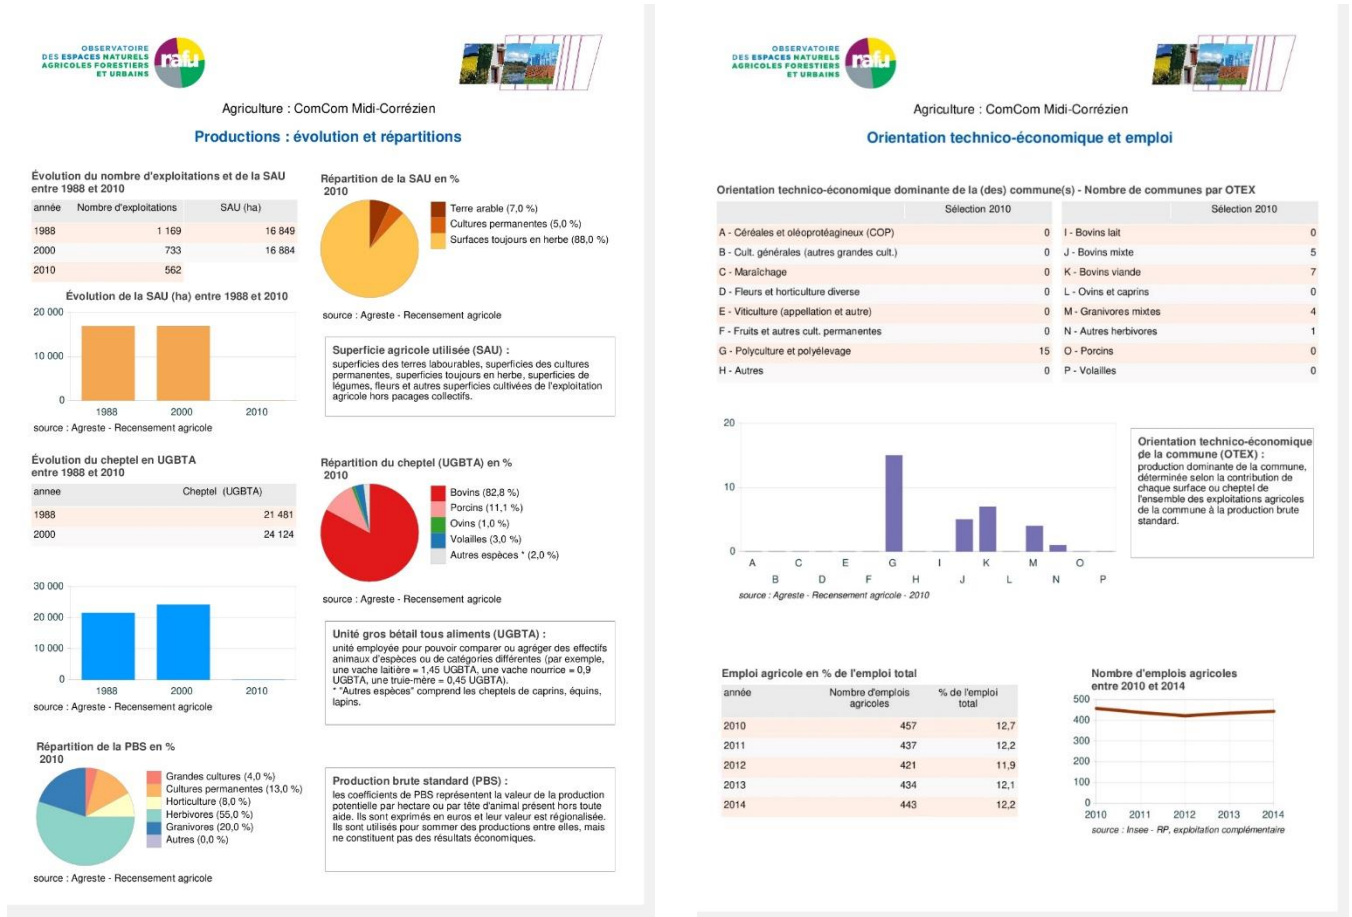 OBSERVATOIRE
DES ESPACES NATURELS
AGRICOLES FORESTIERS
ET URBAINS
nafu
Agriculture : ComCom Midi-Corrézien
Productions : évolution et répartitions
Évolution du nombre d'exploitations et de la SAU
entre 1988 et 2010
année Nombre d'exploitations SAU (ha)
1988 1 169 16 849
2000 733 16 884
2010 562
Évolution de la SAU (ha) entre 1988 et 2010
20 000
10 000
0
1988 2000 2010
source : Agreste - Recensement agricole
Répartition de la SAU en %
2010
Terre arable (7,0 %)
Cultures permanentes (5,0 %)
Surfaces toujours en herbe (88,0 %)
source : Agreste - Recensement agricole
Superficie agricole utilisée (SAU) :
superficies des terres labourables, superficies des cultures
permanentes, superficies toujours en herbe, superficies de
légumes, fleurs et autres superficies cultivées de l'exploitation
agricole hors pacages collectifs.
Évolution du cheptel en UGBTA
entre 1988 et 2010
annee Cheptel (UGBTA)
1988 21 481
2000 24 124
30 000
20 000
10 000
0
1988 2000 2010
source : Agreste - Recensement agricole
Répartition du cheptel (UGBTA) en %
2010
Bovins (82,8 %)
Porcins (11,1 %)
Ovins (1,0 %)
Volailles (3,0 %)
Autres espèces * (2,0 %)
source : Agreste - Recensement agricole
Unité gros bétail tous aliments (UGBTA) :
unité employée pour pouvoir comparer ou agréger des effectifs
animaux d'espèces ou de catégories différentes (par exemple,
une vache laitière = 1,45 UGBTA, une vache nourrice = 0,9
UGBTA, une truie-mère = 0,45 UGBTA).
* "Autres espèces" comprend les cheptels de caprins, équins,
lapins.
Répartition de la PBS en %
2010
Grandes cultures (4,0 %)
Cultures permanentes (13,0 %)
Horticulture (8,0 %)
Herbivores (55,0 %)
Granivores (20,0 %)
Autres (0,0 %)
source : Agreste - Recensement agricole
Production brute standard (PBS) :
les coefficients de PBS représentent la valeur de la production
potentielle par hectare ou par tête d'animal présent hors toute
aide. Ils sont exprimés en euros et leur valeur est régionalisée.
Ils sont utilisés pour sommer des productions entre elles, mais
ne constituent pas des résultats économiques.
OBSERVATOIRE
DES ESPACES NATURELS
AGRICOLES FORESTIERS
ET URBAINS
nafu
Agriculture : ComCom Midi-Corrézien
Orientation technico-économique et emploi
Orientation technico-économique dominante de la (des) commune(s) - Nombre de communes par OTEX
Sélection 2010 Sélection 2010
A - Céréales et oléoprotéagineux (COP) 0 I - Bovins lait 0
B - Cult. générales (autres grandes cult.) 0 J - Bovins mixte 5
C - Maraîchage 0 K - Bovins viande 7
D - Fleurs et horticulture diverse 0 L - Ovins et caprins 0
E - Viticulture (appellation et autre) 0 M - Granivores mixtes 4
F - Fruits et autres cult. permanentes 0 N - Autres herbivores 1
G - Polyculture et polyélevage 15 O - Porcins 0
H - Autres 0 P - Volailles 0
20
10
0
A C E G I K M O
B D F H J L N P
source : Agreste - Recensement agricole - 2010
Orientation technico-économique
de la commune (OTEX) :
production dominante de la commune,
déterminée selon la contribution de
chaque surface ou cheptel de
l'ensemble des exploitations agricoles
de la commune à la production brute
standard.
Emploi agricole en % de l'emploi total
année Nombre d'emplois % de l'emploi
agricoles total
2010 457 12,7
2011 437 12,2
2012 421 11,9
2013 434 12,1
2014 443 12,2
Nombre d'emplois agricoles
entre 2010 et 2014
500
400
300
200
100
0
2010 2011 2012 2013 2014
source : Insee - RP, exploitation complémentaire